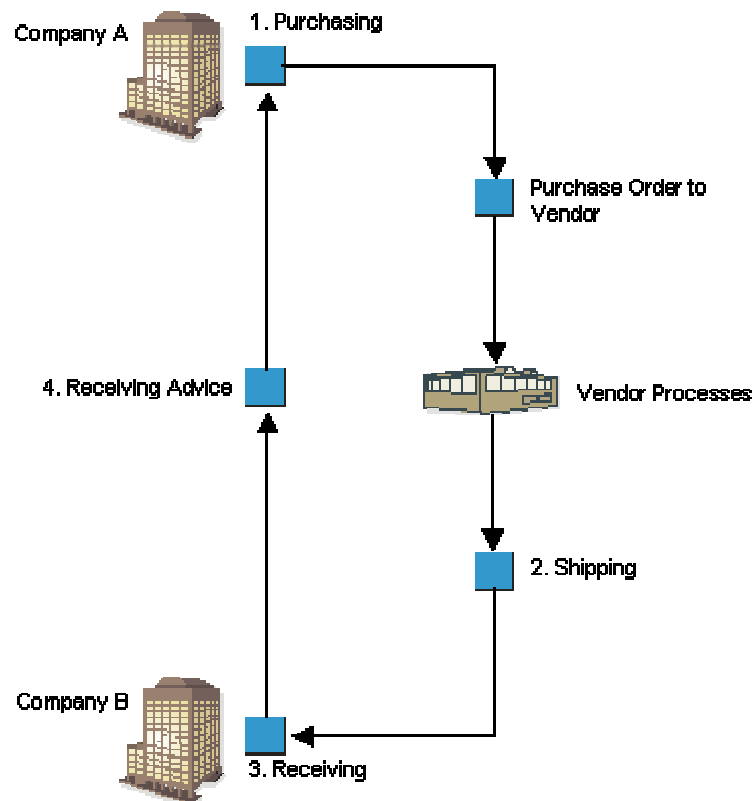 1. Purchasing
Company A
Purchase Order to
Vendor
4. Receiving Advice
Vendor Processes
2. Shipping
Company B
3. Receiving